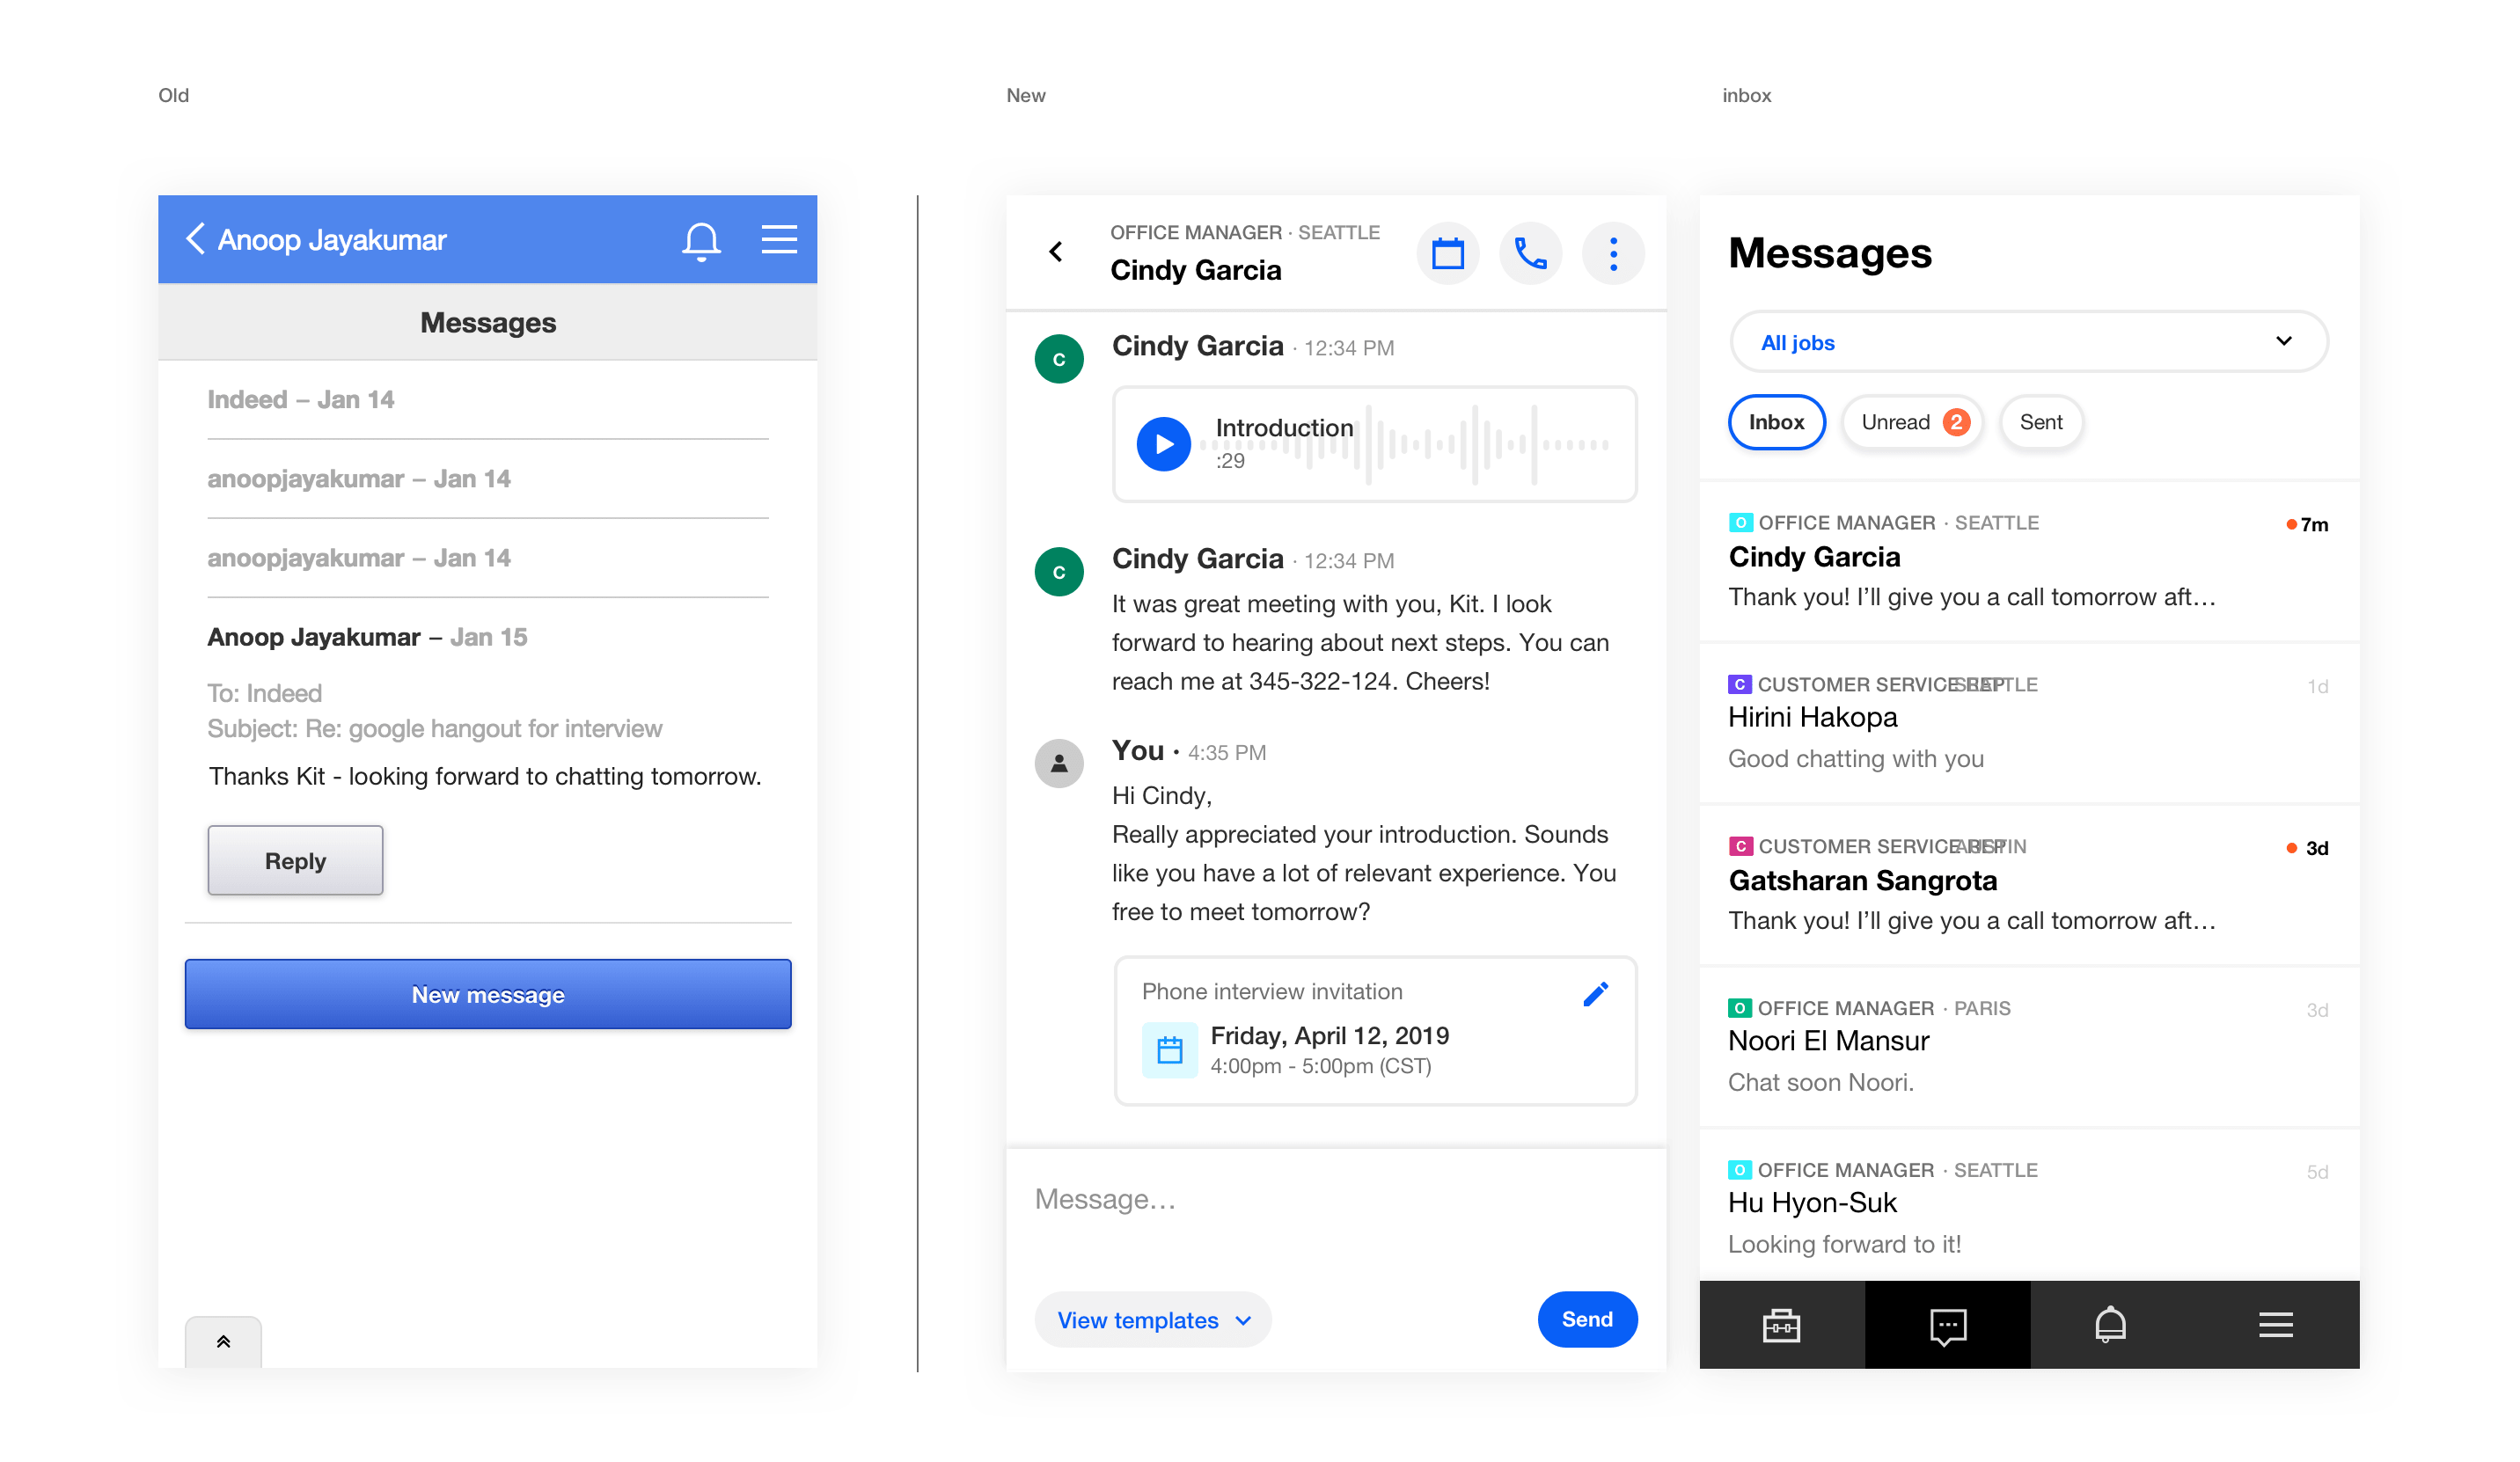 Old
Anoop Jayakumar
Messages
Indeed – Jan 14
anoopjayakumar – Jan 14
anoopjayakumar – Jan 14
Anoop Jayakumar – Jan 15
To: Indeed
Subject: Re: google hangout for interview
Thanks Kit - looking forward to chatting tomorrow.
Reply
New message
New
OFFICE MANAGER · SEATTLE
Cindy Garcia
C
Cindy Garcia · 12:34 PM
Introduction
:29
C
Cindy Garcia · 12:34 PM
It was great meeting with you, Kit. I look
forward to hearing about next steps. You can
reach me at 345-322-124. Cheers!
You · 4:35 PM
Hi Cindy,
Really appreciated your introduction. Sounds
like you have a lot of relevant experience. You
free to meet tomorrow?
Phone interview invitation
Friday, April 12, 2019
4:00pm - 5:00pm (CST)
Message...
View templates
Send
inbox
Messages
All jobs
Inbox
Unread 2
Sent
O OFFICE MANAGER · SEATTLE
7m
Cindy Garcia
Thank you! I’ll give you a call tomorrow aft...
C CUSTOMER SERVICE REP SEATTLE
1d
Hirini Hakopa
Good chatting with you
C CUSTOMER SERVICE REP AUSTIN
3d
Gatsharan Sangrota
Thank you! I’ll give you a call tomorrow aft...
O OFFICE MANAGER · PARIS
3d
Noori El Mansur
Chat soon Noori.
O OFFICE MANAGER · SEATTLE
5d
Hu Hyon-Suk
Looking forward to it!